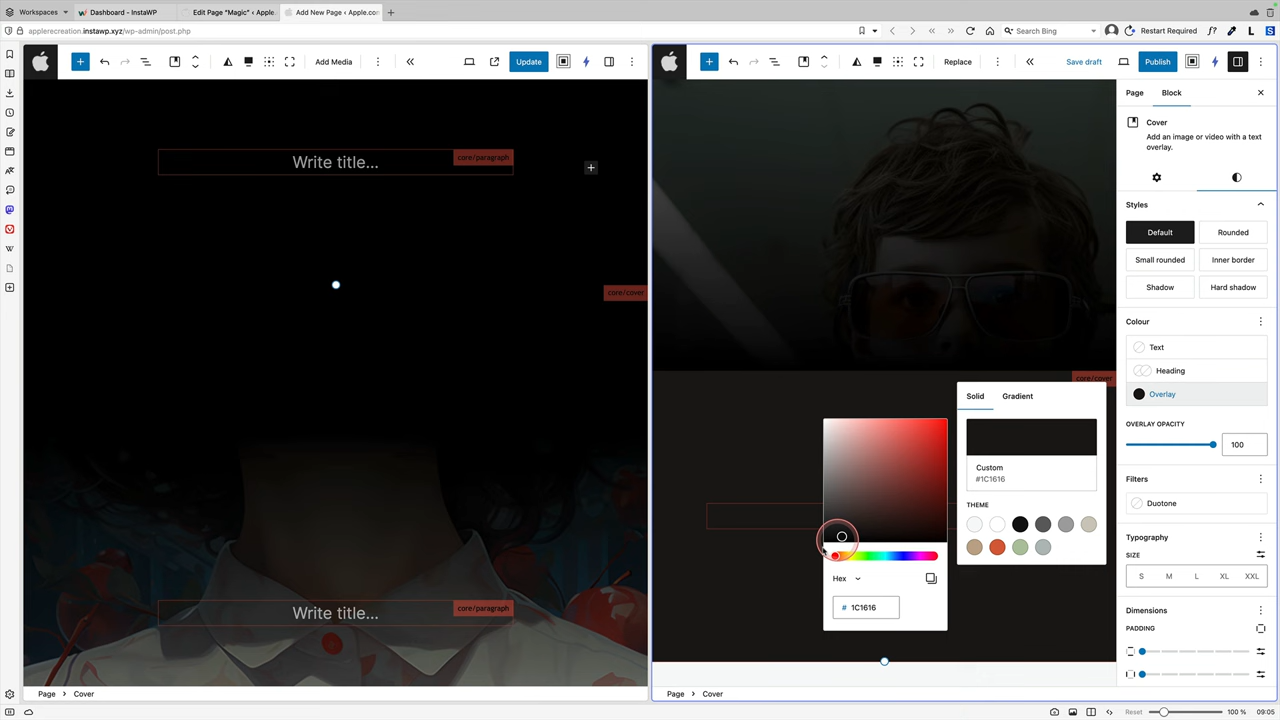 Workspaces
Dashboard - InstaWP
Edit Page "Magic" ‹ Apple
Add New Page ‹ Apple.com
applerecreation.instawp.xyz/wp-admin/post.php
Search Bing
Restart Required
Add Media
Update
Replace
Save draft
Publish
Write title...
core/paragraph
core/cover
Write title...
core/paragraph
Page
Cover
core/cover
Solid
Gradient
Custom
#1C1616
THEME
Hex
# 1C1616
Page
Cover
Page
Block
Cover
Add an image or video with a text
overlay.
Styles
Default
Rounded
Small rounded
Inner border
Shadow
Hard shadow
Colour
Text
Heading
Overlay
OVERLAY OPACITY
100
Filters
Duotone
Typography
SIZE
S M L XL XXL
Dimensions
PADDING
Reset
100 %
09:05